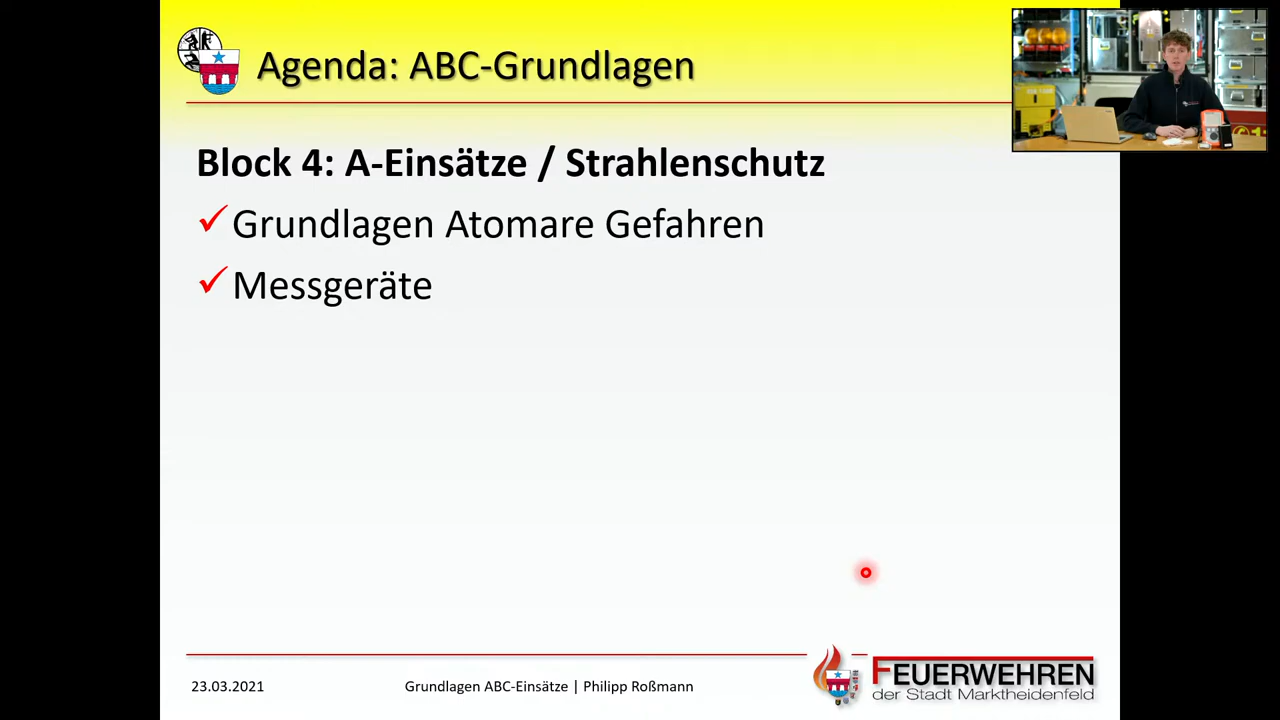 Agenda: ABC-Grundlagen
Block 4: A-Einsätze / Strahlenschutz
Grundlagen Atomare Gefahren
Messgeräte
23.03.2021
Grundlagen ABC-Einsätze | Philipp Roßmann
FEUERWEHREN
der Stadt Marktheidenfeld